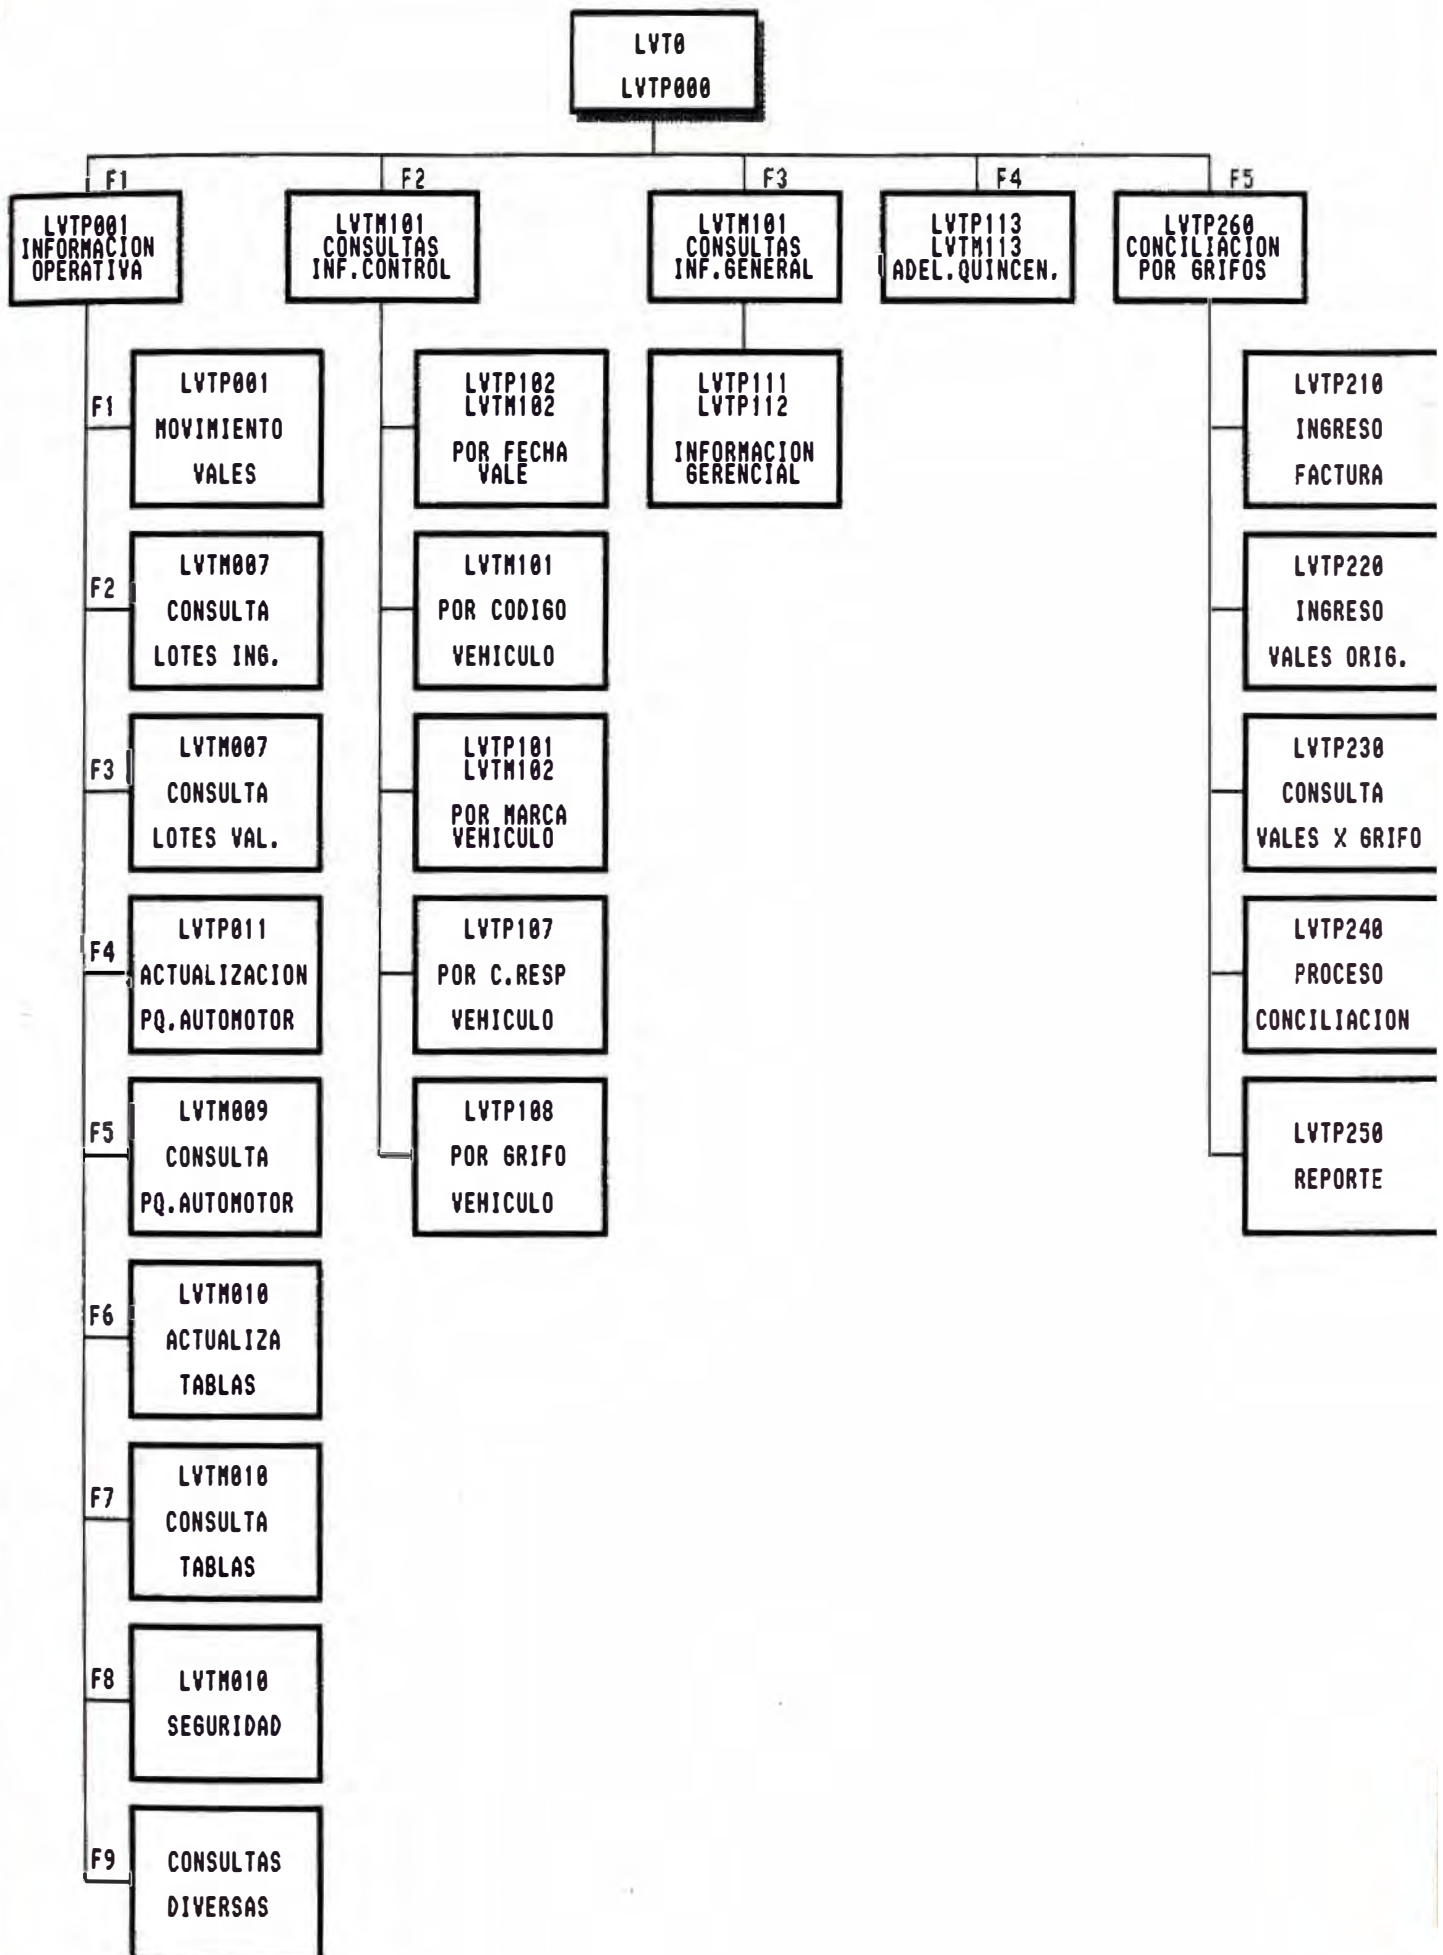 LVT0
LVTP000
F1
F2
F3
F4
F5
LVTP001
INFORMACION
OPERATIVA
LVTM101
CONSULTAS
INF.CONTROL
LVTM101
CONSULTAS
INF.GENERAL
LVTP113
LVTM113
ADEL.QUINCEN.
LVTP260
CONCILIACION
POR GRIFOS
F1
LVTP001
MOVIMIENTO
VALES
F2
LVTM007
CONSULTA
LOTES ING.
F3
LVTM007
CONSULTA
LOTES VAL.
F4
LVTP011
ACTUALIZACION
PQ.AUTOMOTOR
F5
LVTM009
CONSULTA
PQ.AUTOMOTOR
F6
LVTM010
ACTUALIZA
TABLAS
F7
LVTM010
CONSULTA
TABLAS
F8
LVTM010
SEGURIDAD
F9
CONSULTAS
DIVERSAS
LVTP102
LVTM102
POR FECHA
VALE
LVTM101
POR CODIGO
VEHICULO
LVTP101
LVTM102
POR MARCA
VEHICULO
LVTP107
POR C.RESP
VEHICULO
LVTP108
POR GRIFO
VEHICULO
LVTP111
LVTP112
INFORMACION
GERENCIAL
LVTP210
INGRESO
FACTURA
LVTP220
INGRESO
VALES ORIG.
LVTP230
CONSULTA
VALES X GRIFO
LVTP240
PROCESO
CONCILIACION
LVTP250
REPORTE